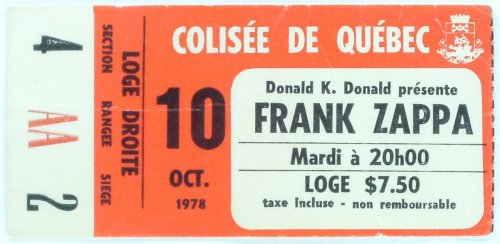 4 AA 2
SECTION RANGEE SIEGE
LOGE DROITE
COLISÉE DE QUÉBEC
10
OCT.
1978
Donald K. Donald présente
FRANK ZAPPA
Mardi à 20h00
LOGE $7.50
taxe incluse - non remboursable